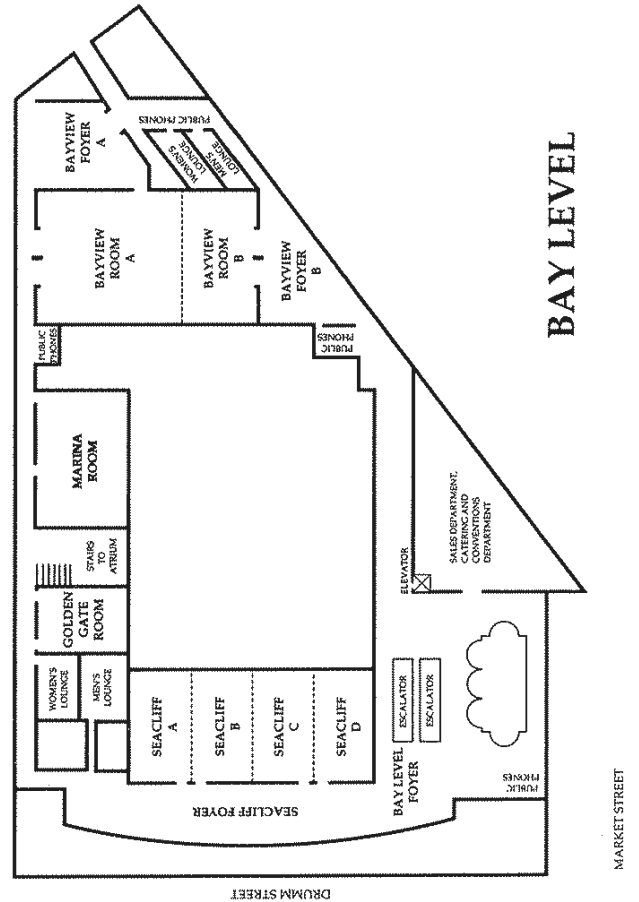 BAYVIEW
FOYER
A
PUBLIC PHONES
WOMEN'S
LOUNGE
MEN'S
LOUNGE
BAYVIEW
ROOM
A
BAYVIEW
ROOM
B
BAYVIEW
FOYER
B
BAY LEVEL
PUBLIC
PHONES
PUBLIC
PHONES
MARINA
ROOM
STAIRS
TO
ATRIUM
GOLDEN
GATE
ROOM
SALES DEPARTMENT,
CATERING AND
CONVENTIONS
DEPARTMENT
ELEVATOR
WOMEN'S
LOUNGE
MEN'S
LOUNGE
SEACLIFF
A
SEACLIFF
B
SEACLIFF
C
SEACLIFF
D
ESCALATOR
ESCALATOR
BAY LEVEL
FOYER
PUBLIC
PHONES
SEACLIFF FOYER
DRUMM STREET
MARKET STREET